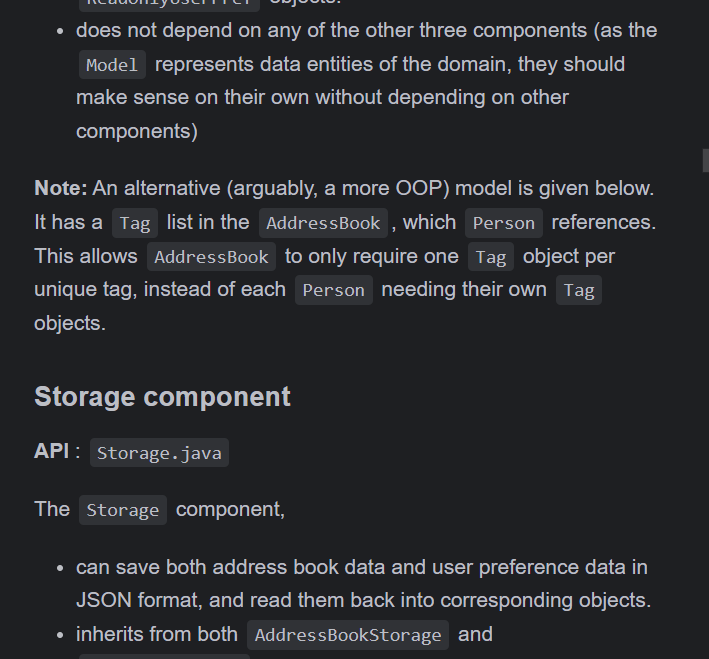 ReadOnlyUserPref objects.
• does not depend on any of the other three components (as the
Model represents data entities of the domain, they should
make sense on their own without depending on other
components)
Note: An alternative (arguably, a more OOP) model is given below.
It has a Tag list in the AddressBook , which Person references.
This allows AddressBook to only require one Tag object per
unique tag, instead of each Person needing their own Tag
objects.
Storage component
API : Storage.java
The Storage component,
• can save both address book data and user preference data in
JSON format, and read them back into corresponding objects.
• inherits from both AddressBookStorage and